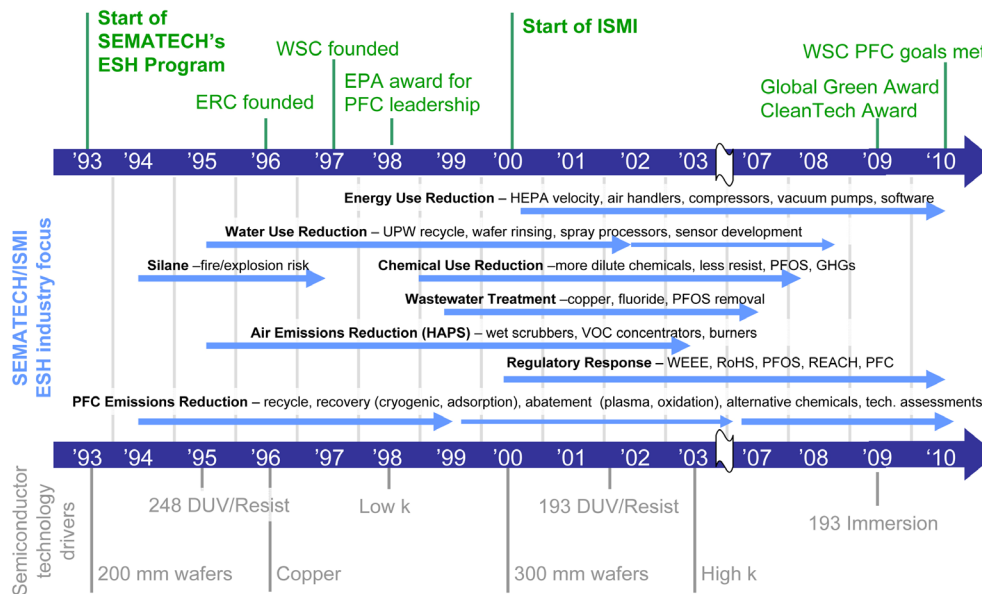 Start of
SEMATECH’s
ESH Program
WSC founded
ERC founded
EPA award for
PFC leadership
Start of ISMI
WSC PFC goals met
Global Green Award
CleanTech Award
’93 ’94 ’95 ’96 ’97 ’98 ’99 ’00 ’01 ’02 ’03 ’07 ’08 ’09 ‘10
SEMATECH/ISMI
ESH industry focus
Energy Use Reduction – HEPA velocity, air handlers, compressors, vacuum pumps, software
Water Use Reduction – UPW recycle, wafer rinsing, spray processors, sensor development
Silane –fire/explosion risk
Chemical Use Reduction –more dilute chemicals, less resist, PFOS, GHGs
Wastewater Treatment –copper, fluoride, PFOS removal
Air Emissions Reduction (HAPS) – wet scrubbers, VOC concentrators, burners
Regulatory Response – WEEE, RoHS, PFOS, REACH, PFC
PFC Emissions Reduction – recycle, recovery (cryogenic, adsorption), abatement (plasma, oxidation), alternative chemicals, tech. assessments
’93 ’94 ’95 ’96 ’97 ’98 ’99 ’00 ’01 ’02 ’03 ’07 ’08 ’09 ‘10
Semiconductor
technology
drivers
248 DUV/Resist
Low k
193 DUV/Resist
193 Immersion
200 mm wafers
Copper
300 mm wafers
High k